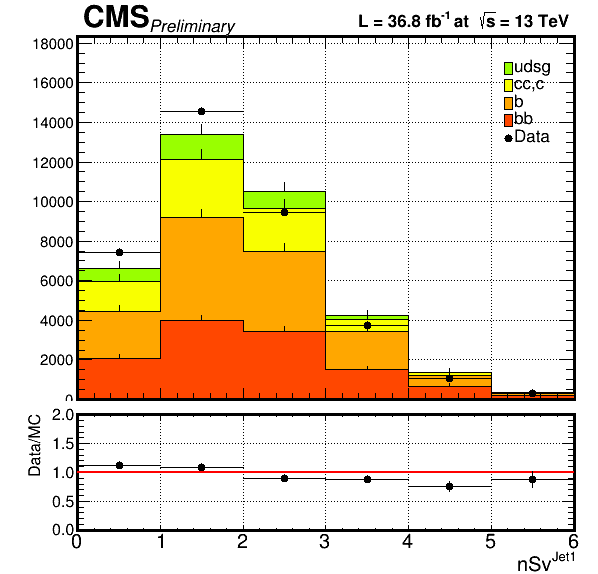 CMS Preliminary L = 36.8 fb⁻¹ at √s = 13 TeV
18000
16000
14000
12000
10000
8000
6000
4000
2000
0
udsg
cc,c
b
bb
Data
Data/MC
2.0
1.5
1.0
0.5
0.0
0 1 2 3 4 5 6
nSv^Jet1